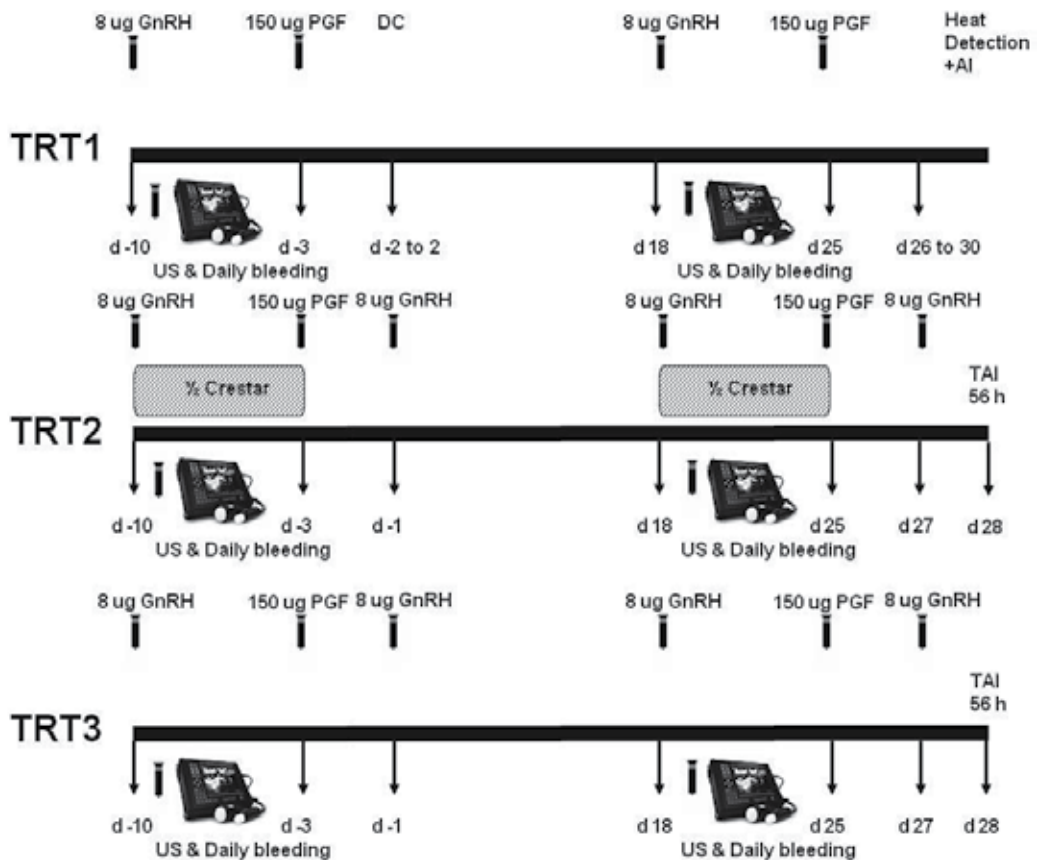 8 ug GnRH 150 ug PGF DC 8 ug GnRH 150 ug PGF Heat
Detection
+AI
TRT1
d -10 d -3 d -2 to 2 d 18 d 25 d 26 to 30
US & Daily bleeding US & Daily bleeding
8 ug GnRH 150 ug PGF 8 ug GnRH 8 ug GnRH 150 ug PGF 8 ug GnRH
½ Crestar ½ Crestar TAI
56 h
TRT2
d -10 d -3 d -1 d 18 d 25 d 27 d 28
US & Daily bleeding US & Daily bleeding
8 ug GnRH 150 ug PGF 8 ug GnRH 8 ug GnRH 150 ug PGF 8 ug GnRH
TAI
56 h
TRT3
d -10 d -3 d -1 d 18 d 25 d 27 d 28
US & Daily bleeding US & Daily bleeding